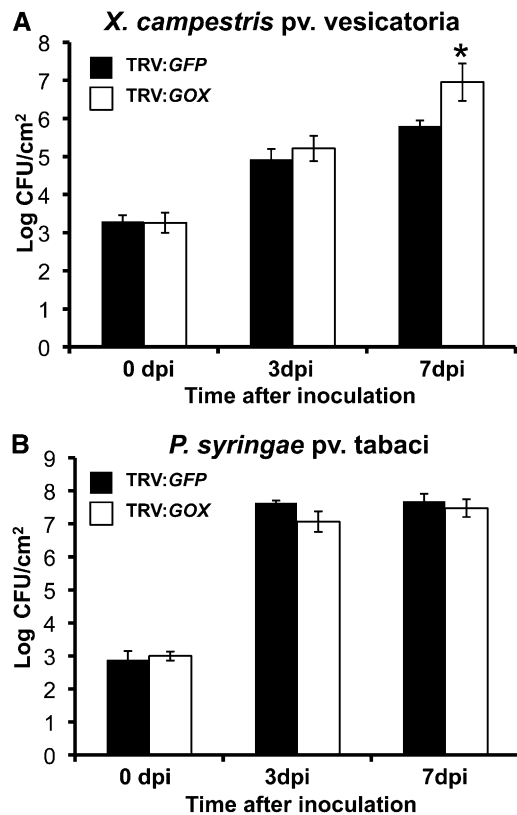 A
X. campestris pv. vesicatoria
TRV:GFP
TRV:GOX
*
Log CFU/cm²
8
7
6
5
4
3
2
1
0
0 dpi 3dpi 7dpi
Time after inoculation
B
P. syringae pv. tabaci
TRV:GFP
TRV:GOX
Log CFU/cm²
9
8
7
6
5
4
3
2
1
0
0 dpi 3dpi 7dpi
Time after inoculation